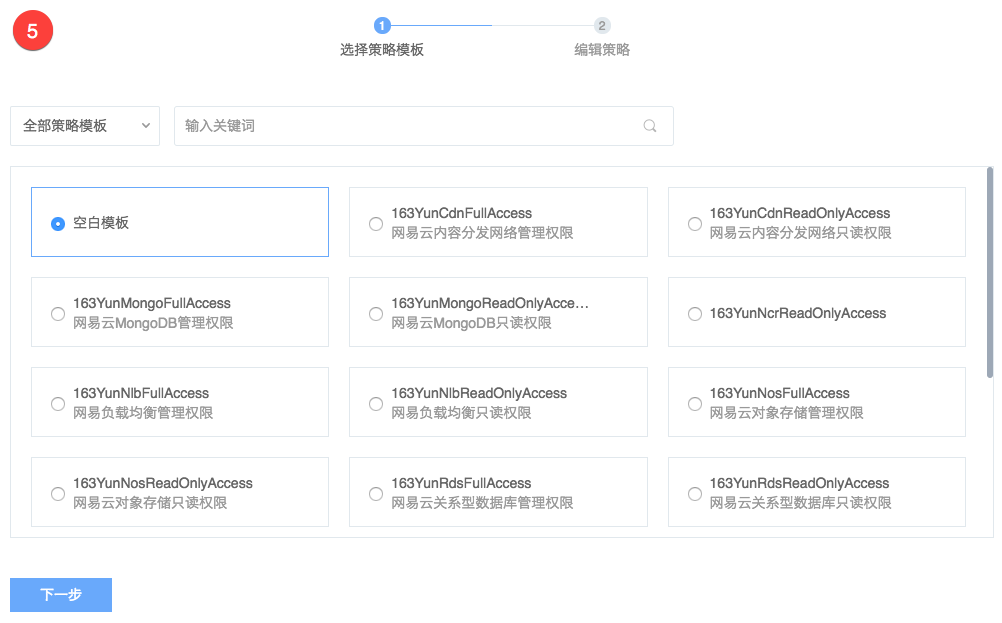 5
1
2
选择策略模板
编辑策略
全部策略模板
输入关键词
空白模板
163YunCdnFullAccess
网易云内容分发网络管理权限
163YunCdnReadOnlyAccess
网易云内容分发网络只读权限
163YunMongoFullAccess
网易云MongoDB管理权限
163YunMongoReadOnlyAcce…
网易云MongoDB只读权限
163YunNcrReadOnlyAccess
163YunNlbFullAccess
网易负载均衡管理权限
163YunNlbReadOnlyAccess
网易负载均衡只读权限
163YunNosFullAccess
网易云对象存储管理权限
163YunNosReadOnlyAccess
网易云对象存储只读权限
163YunRdsFullAccess
网易云关系型数据库管理权限
163YunRdsReadOnlyAccess
网易云关系型数据库只读权限
下一步